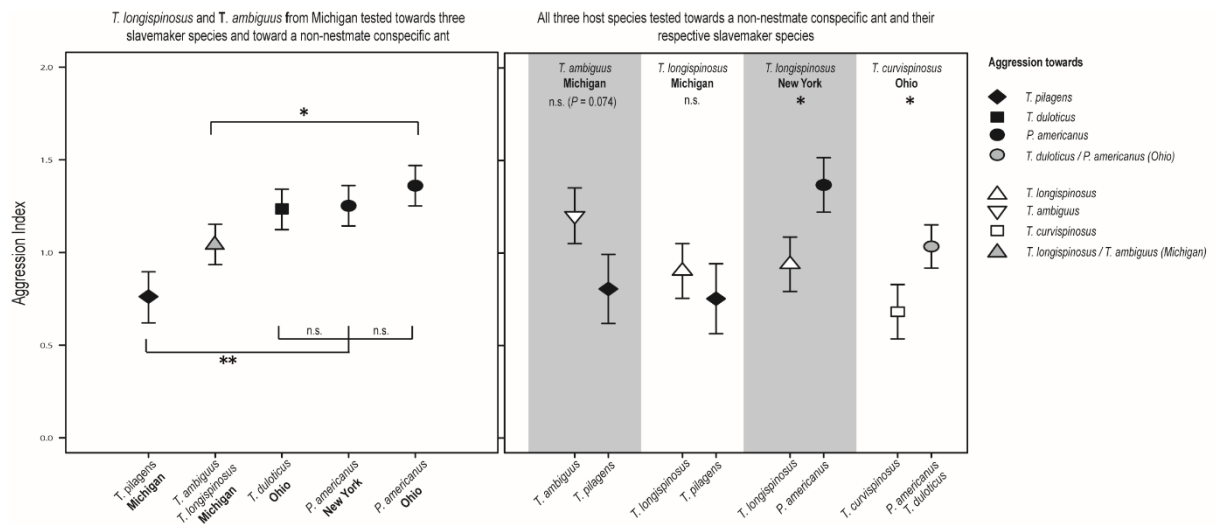 T. longispinosus and T. ambiguus from Michigan tested towards three
slavemaker species and toward a non-nestmate conspecific ant
All three host species tested towards a non-nestmate conspecific ant and their
respective slavemaker species
Aggression Index
2.0
1.5
1.0
0.5
0.0
*
n.s.
n.s.
**
T. pilagens
Michigan
T. ambiguus
T. longispinosus
Michigan
T. duloticus
Ohio
P. americanus
New York
P. americanus
Ohio
T. ambiguus
Michigan
n.s. (P = 0.074)
T. longispinosus
Michigan
n.s.
T. longispinosus
New York
*
T. curvispinosus
Ohio
*
T. ambiguus
T. pilagens
T. longispinosus
T. pilagens
T. longispinosus
P. americanus
T. curvispinosus
P. americanus
T. duloticus
Aggression towards
T. pilagens
T. duloticus
P. americanus
T. duloticus / P. americanus (Ohio)
T. longispinosus
T. ambiguus
T. curvispinosus
T. longispinosus / T. ambiguus (Michigan)